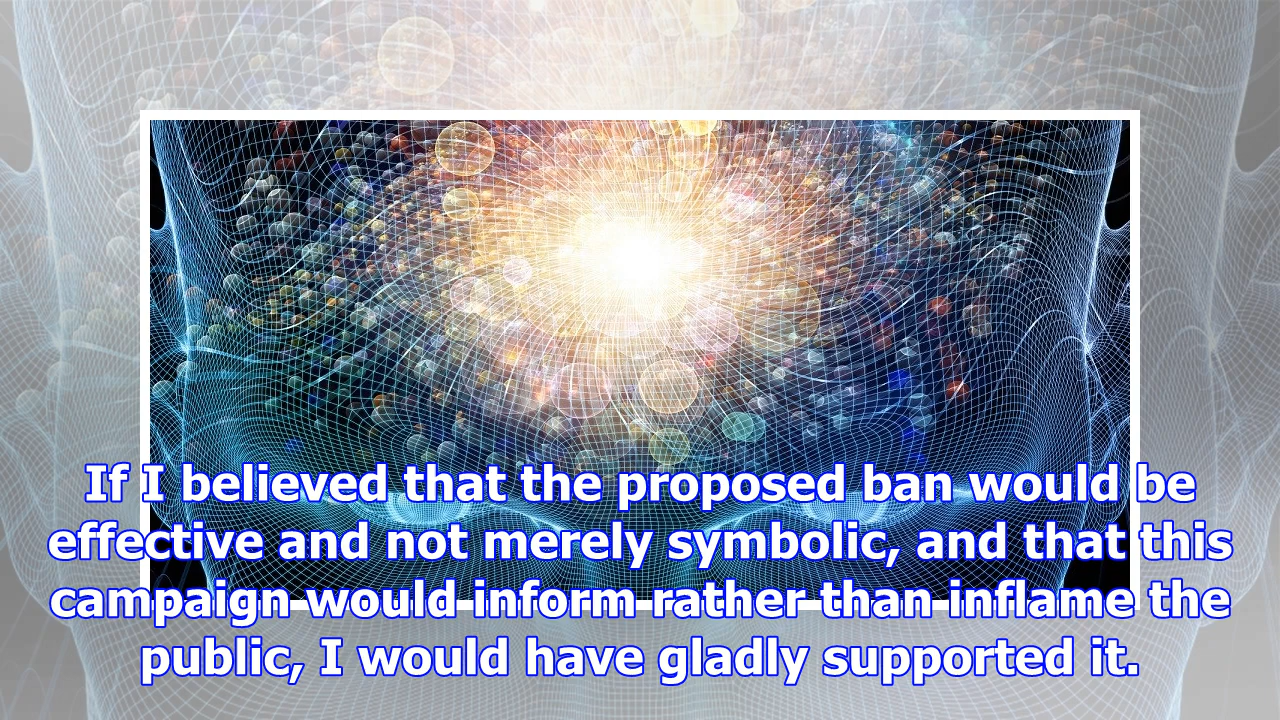 If I believed that the proposed ban would be
effective and not merely symbolic, and that this
campaign would inform rather than inflame the
public, I would have gladly supported it.